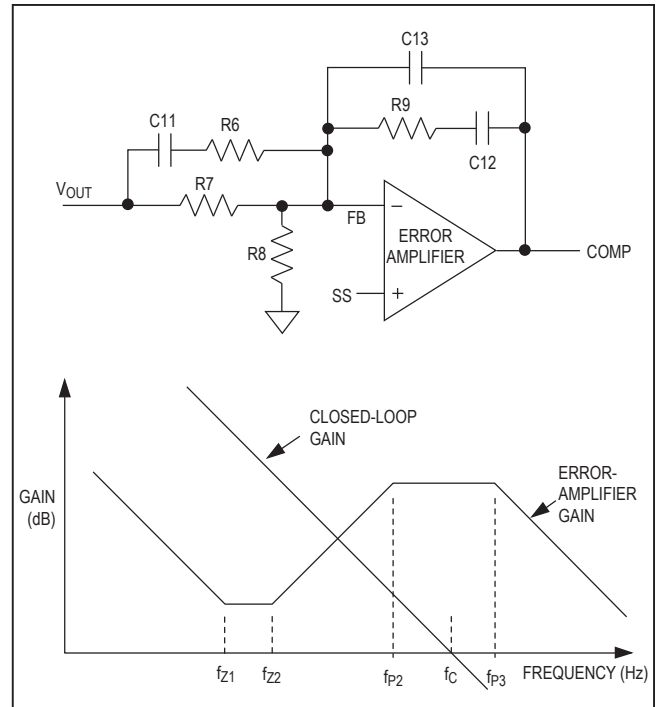 C13
R9
C12
C11
R6
VOUT
R7
FB
R8
ERROR
AMPLIFIER
SS
COMP
−
+
CLOSED-LOOP
GAIN
GAIN
(dB)
ERROR-
AMPLIFIER
GAIN
fZ1 fZ2 fP2 fC fP3 FREQUENCY (Hz)